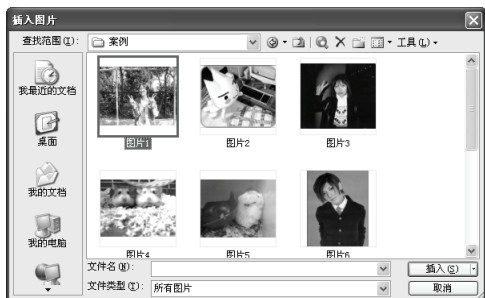 插入图片
查找范围(I):
案例
工具(L)
我最近的文档
桌面
我的文档
我的电脑
图片1
图片2
图片3
图片4
图片5
图片6
文件名(N):
文件类型(T):
所有图片
插入(S)
取消